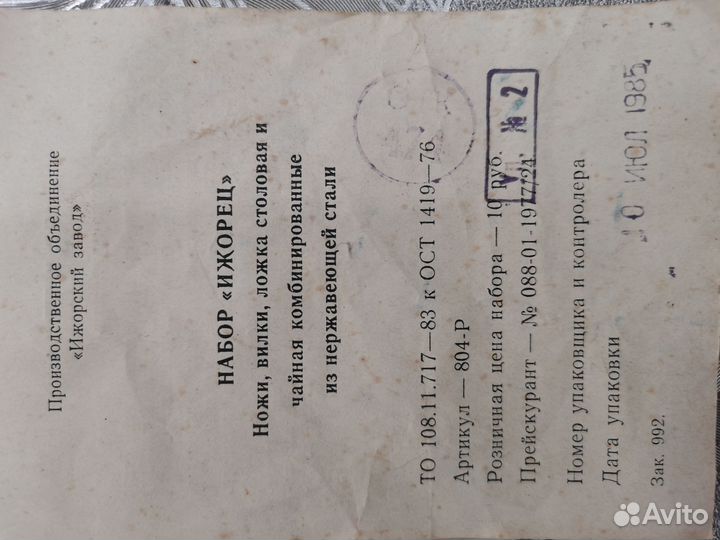 Производственное объединение
«Ижорский завод»
НАБОР «ИЖОРЕЦ»
Ножи, вилки, ложка столовая и
чайная комбинированные
из нержавеющей стали
ТО 108.11.717—83 к ОСТ 1419—76
Артикул — 804-Р
Розничная цена набора — 10 руб.
Прейскурант — № 088-01-1977/24
№ 2
Номер упаковщика и контролера
Дата упаковки
10 ИЮЛ 1985
Зак. 992.
Avito